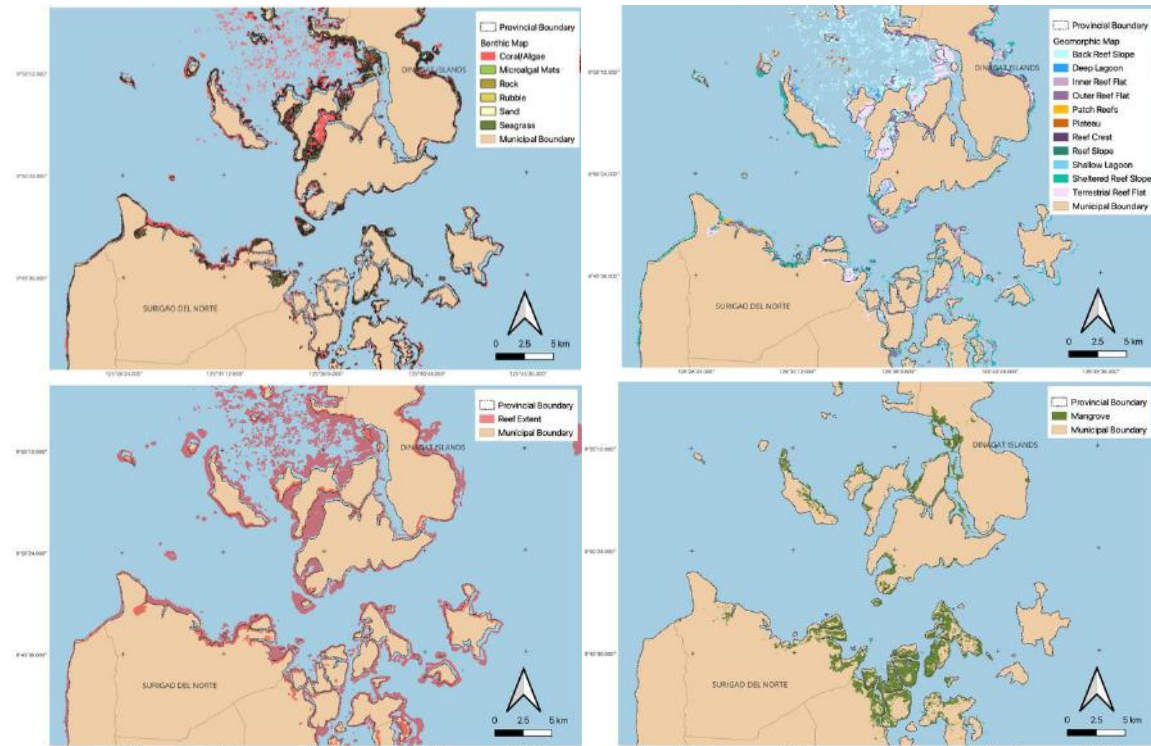 Provincial Boundary
Benthic Map
Coral/Algae
Microalgal Mats
Rock
Rubble
Sand
Seagrass
Municipal Boundary
DINAGAT ISLANDS
SURIGAO DEL NORTE
0 2.5 5 km
Provincial Boundary
Geomorphic Map
Back Reef Slope
Deep Lagoon
Inner Reef Flat
Outer Reef Flat
Patch Reefs
Plateau
Reef Crest
Reef Slope
Shallow Lagoon
Sheltered Reef Slope
Terrestrial Reef Flat
Municipal Boundary
DINAGAT ISLANDS
SURIGAO DEL NORTE
0 2.5 5 km
Provincial Boundary
Reef Extent
Municipal Boundary
DINAGAT ISLANDS
SURIGAO DEL NORTE
0 2.5 5 km
Provincial Boundary
Mangrove
Municipal Boundary
DINAGAT ISLANDS
SURIGAO DEL NORTE
0 2.5 5 km